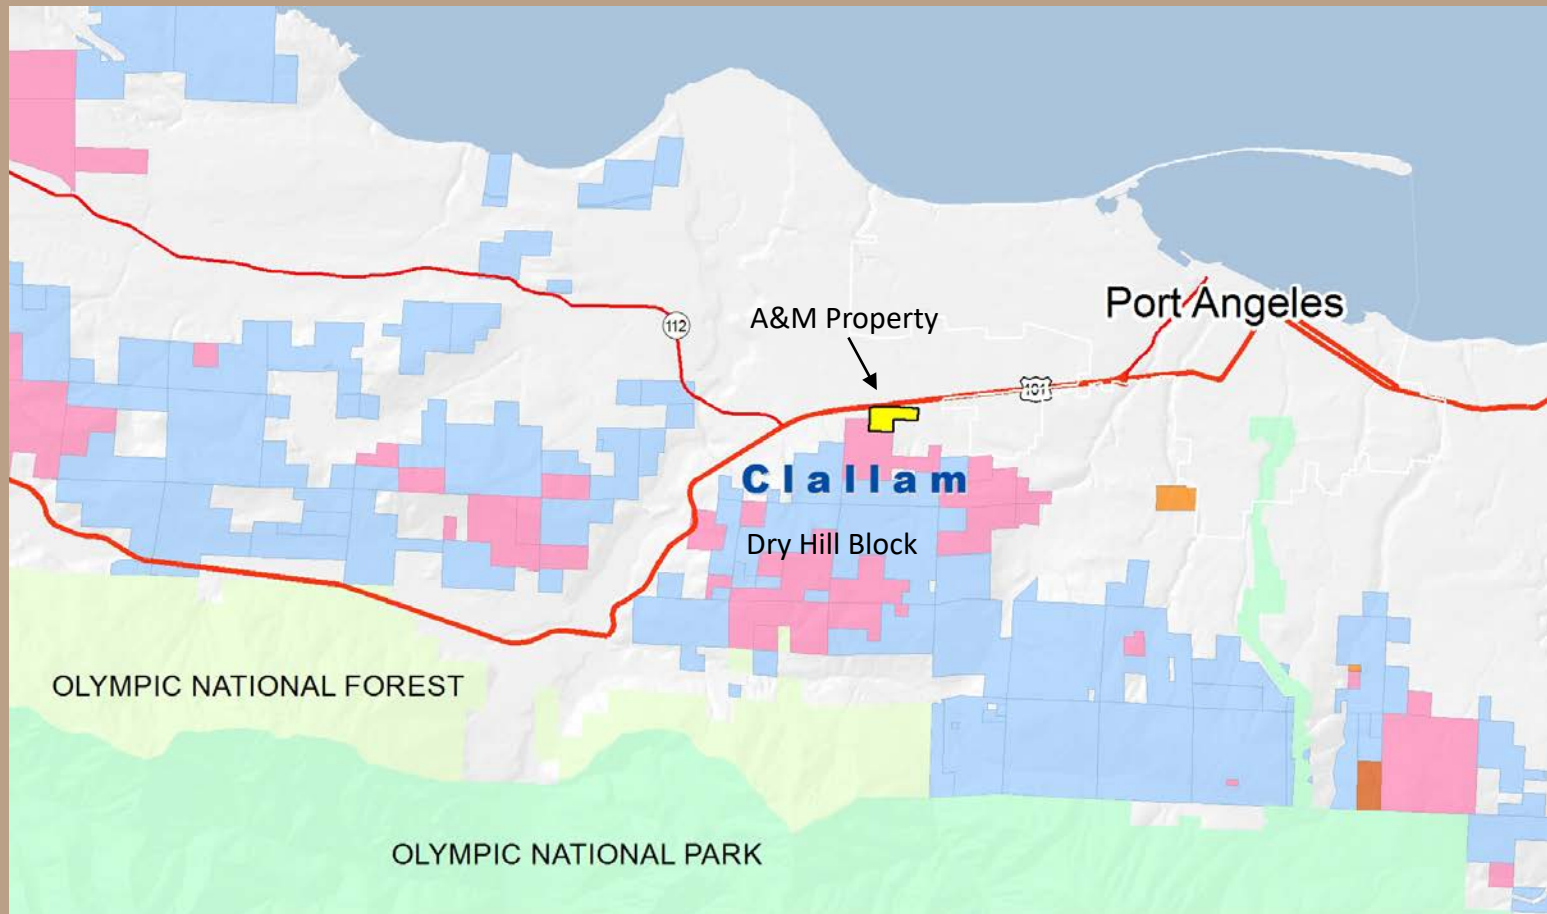 Port Angeles
A&M Property
112
101
Clallam
Dry Hill Block
OLYMPIC NATIONAL FOREST
OLYMPIC NATIONAL PARK